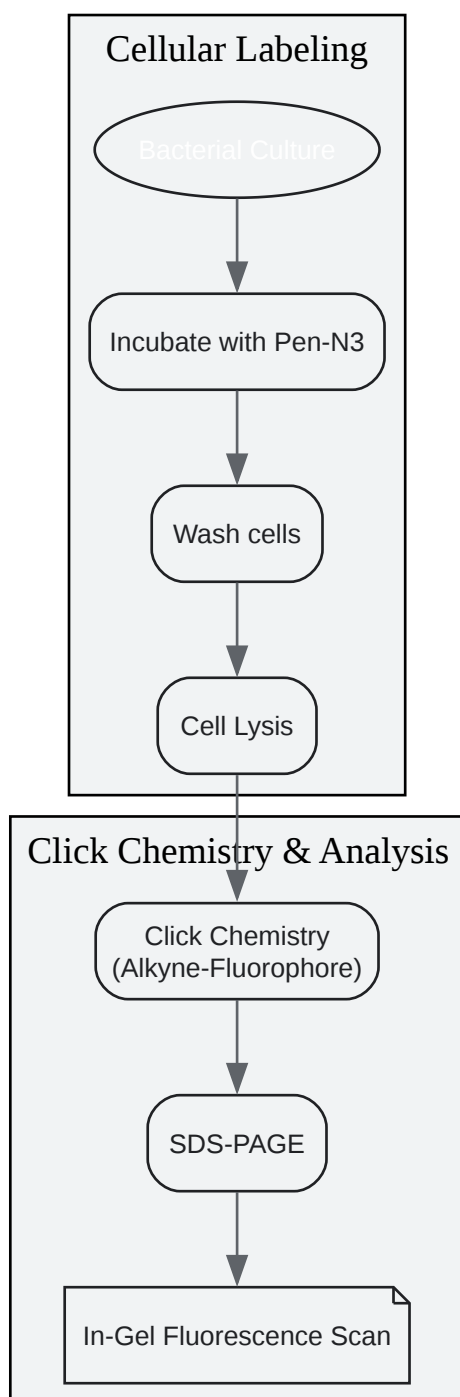 Cellular Labeling
Bacterial Culture
Incubate with Pen-N3
Wash cells
Cell Lysis
Click Chemistry & Analysis
Click Chemistry
(Alkyne-Fluorophore)
SDS-PAGE
In-Gel Fluorescence Scan